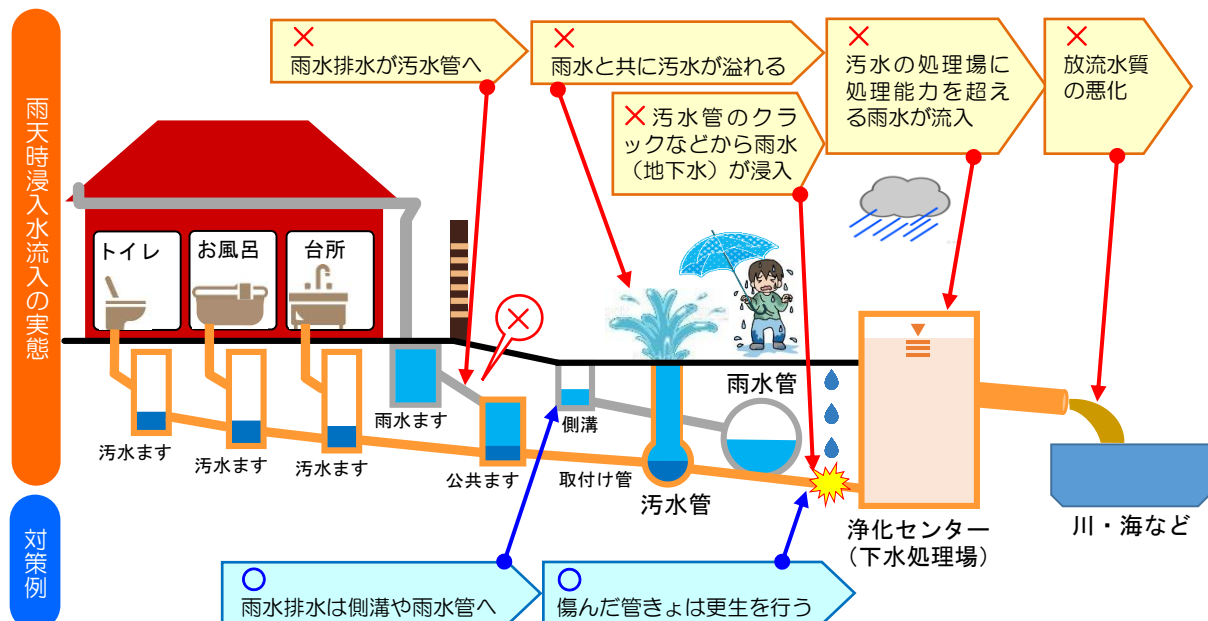 雨天時浸入水流入の実態
×
雨水排水が汚水管へ
×
雨水と共に汚水が溢れる
×汚水管のクラ
ックなどから雨水
（地下水）が浸入
×
汚水の処理場に
処理能力を超え
る雨水が流入
×
放流水質
の悪化
トイレ
お風呂
台所
×
雨水ます
汚水ます
汚水ます
汚水ます
公共ます
側溝
取付け管
汚水管
雨水管
浄化センター
（下水処理場）
川・海など
対策例
○
雨水排水は側溝や雨水管へ
○
傷んだ管きょは更生を行う